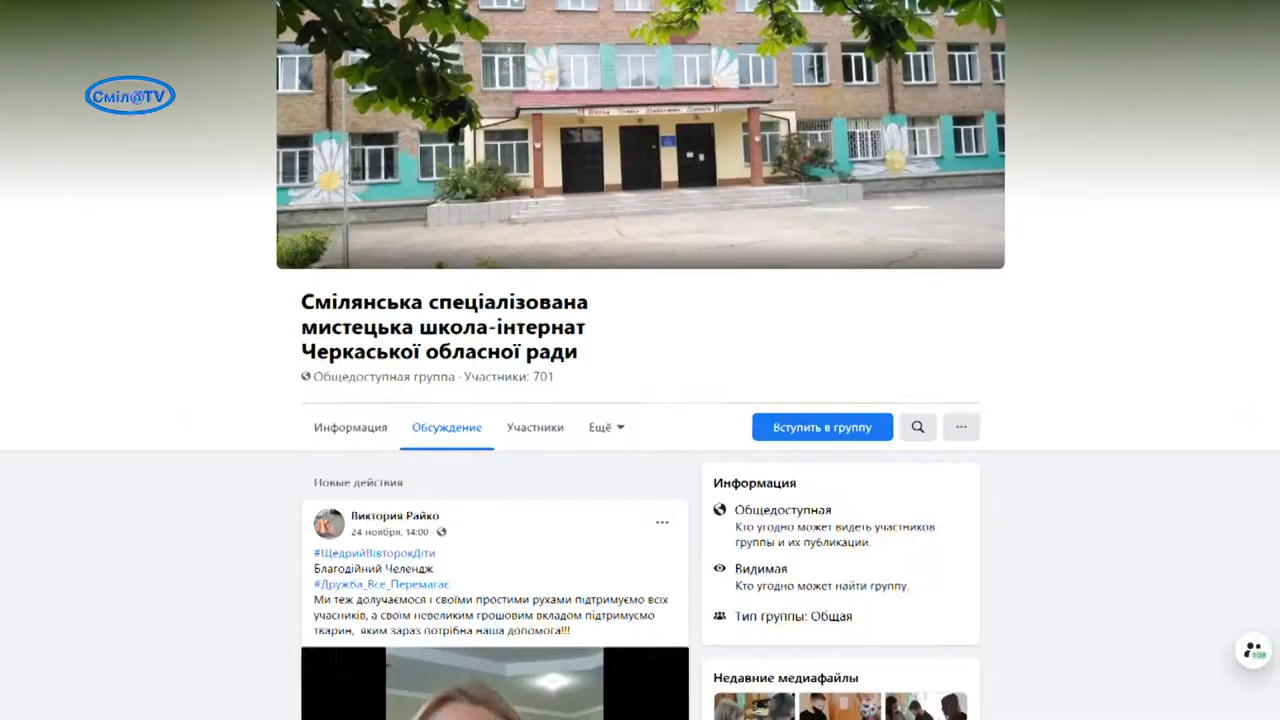 Сміл@TV
Смілянська спеціалізована
мистецька школа-інтернат
Черкаської обласної ради
Общедоступная группа · Участники: 701
Информация Обсуждение Участники Ещё Вступить в группу ...
Новые действия
Виктория Райко
24 ноября, 14:00 ·
#ЩедрийВівторокДіти
Благодійний Челендж
#Дружба_Все_Перемагає
Ми теж долучаємося і своїми простими рухами підтримуємо всіх
учасників, а своїм невеликим грошовим вкладом підтримуємо
тварин, яким зараз потрібна наша допомога!!!
Информация
Общедоступная
Кто угодно может видеть участников
группы и их публикации.
Видимая
Кто угодно может найти группу.
Тип группы: Общая
Недавние медиафайлы
108